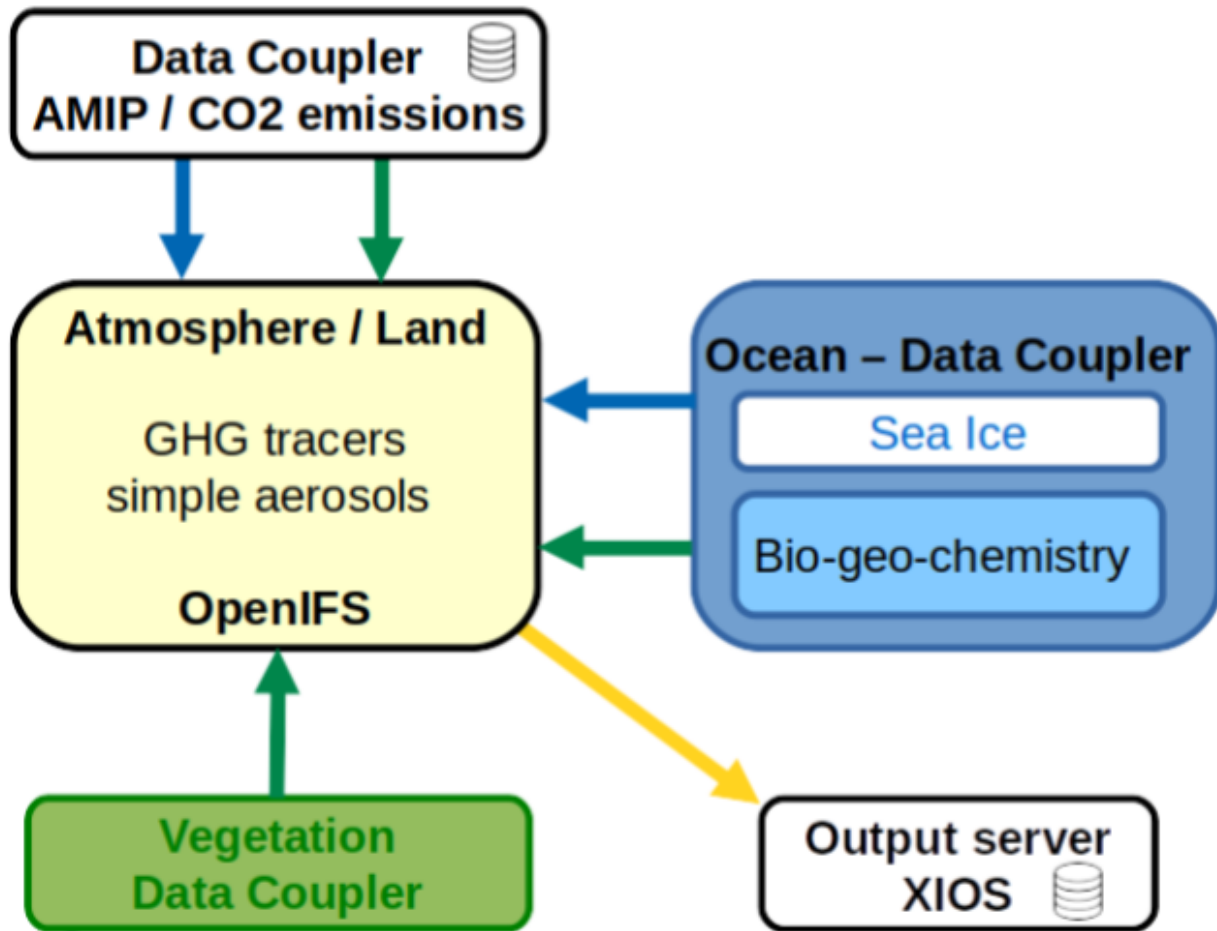 Data Coupler
AMIP / CO2 emissions
Atmosphere / Land
GHG tracers
simple aerosols
OpenIFS
Ocean – Data Coupler
Sea Ice
Bio-geo-chemistry
Vegetation
Data Coupler
Output server
XIOS